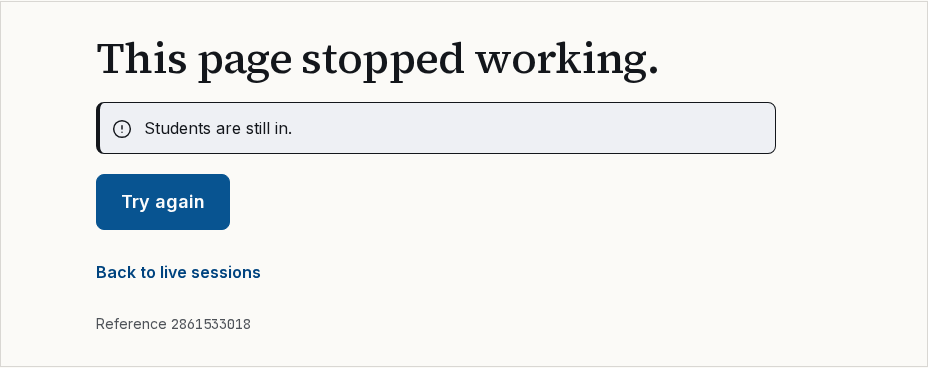 This page stopped working.
Students are still in.
Try again
Back to live sessions
Reference 2861533018